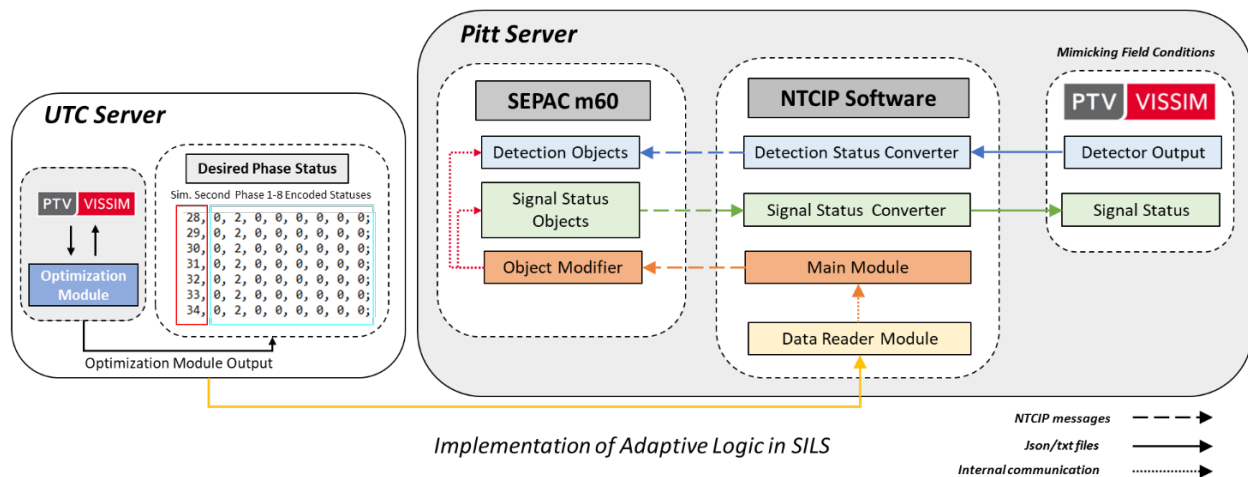 UTC Server
PTV VISSIM
Optimization
Module
Desired Phase Status
Sim. Second Phase 1-8 Encoded Statuses
28, 0, 2, 0, 0, 0, 0, 0, 0;
29, 0, 2, 0, 0, 0, 0, 0, 0;
30, 0, 2, 0, 0, 0, 0, 0, 0;
31, 0, 2, 0, 0, 0, 0, 0, 0;
32, 0, 2, 0, 0, 0, 0, 0, 0;
33, 0, 2, 0, 0, 0, 0, 0, 0;
34, 0, 2, 0, 0, 0, 0, 0, 0;
Optimization Module Output
Pitt Server
SEPAC m60
Detection Objects
Signal Status
Objects
Object Modifier
NTCIP Software
Detection Status Converter
Signal Status Converter
Main Module
Data Reader Module
Mimicking Field Conditions
PTV VISSIM
Detector Output
Signal Status
Implementation of Adaptive Logic in SILS
NTCIP messages
Json/txt files
Internal communication